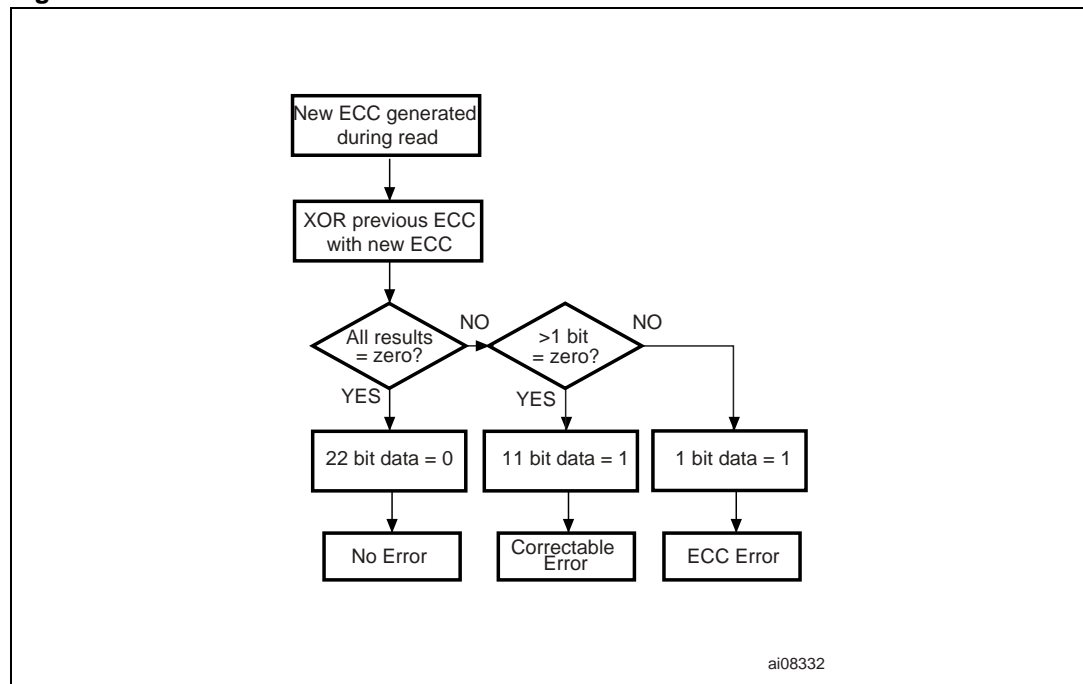 New ECC generated
during read
XOR previous ECC
with new ECC
All results
= zero?
NO
>1 bit
= zero?
NO
YES
YES
22 bit data = 0
11 bit data = 1
1 bit data = 1
No Error
Correctable
Error
ECC Error
ai08332